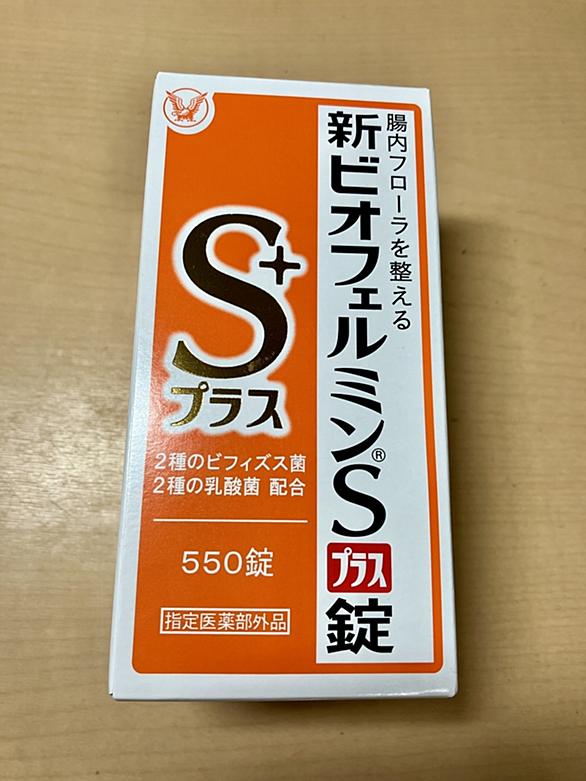 腸内フローラを整える
新ビオフェルミン®S
プラス
錠
S+
プラス
2種のビフィズス菌
2種の乳酸菌 配合
550錠
指定医薬部外品